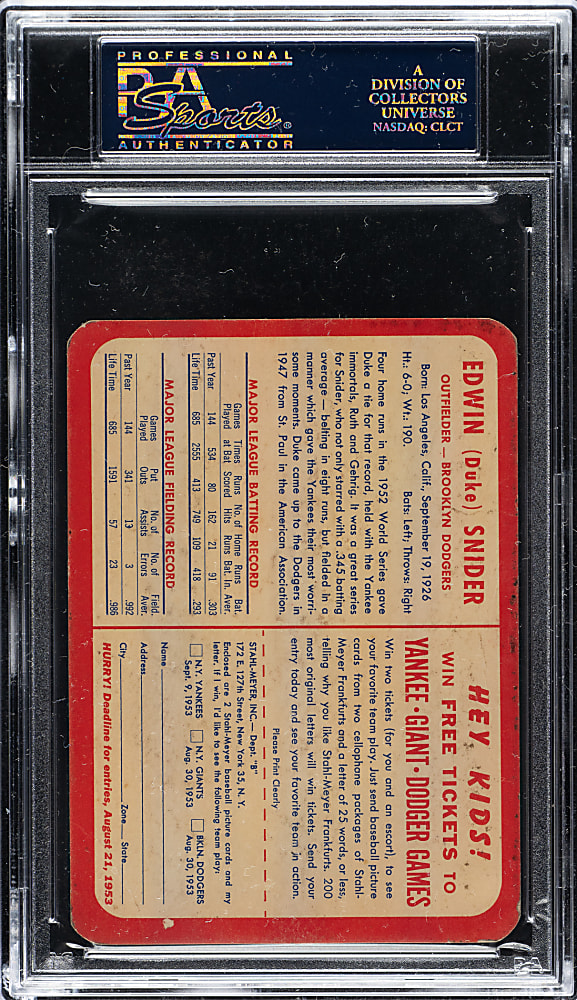 PROFESSIONAL
PSA
Sports®
AUTHENTICATOR
A
DIVISION OF
COLLECTORS
UNIVERSE
NASDAQ: CLCT
EDWIN (Duke) SNIDER
OUTFIELDER — BROOKLYN DODGERS
Born: Los Angeles, Calif., September 19, 1926
Ht.: 6-0; Wt.: 190. Bats: Left; Throws: Right
Four home runs in the 1952 World Series gave
Duke a tie for that record, held with the Yankee
immortals, Ruth and Gehrig. It was a great series
for Snider, who not only starred with a .345 batting
average — belting in eight runs, but fielded in a
manner which gave the Yankees their most worri-
some moments. Duke came up to the Dodgers in
1947 from St. Paul in the American Association.
MAJOR LEAGUE BATTING RECORD
Games Times Runs No. of Home Runs Bat.
Played at Bat Scored Hits Runs Bat. In. Aver.
Past Year 144 534 80 162 21 91 .303
Life Time 685 2555 413 749 109 418 .293
MAJOR LEAGUE FIELDING RECORD
Games Put No. of No. of Field.
Played Outs Assists Errors Aver.
Past Year 144 341 13 3 .992
Life Time 685 1591 57 23 .986
HEY KIDS!
WIN FREE TICKETS TO
YANKEE • GIANT • DODGER GAMES
Win two tickets (for you and an escort), to see
your favorite team play. Just send baseball picture
cards from two cellophane packages of Stahl-
Meyer Frankfurts and a letter of 25 words, or less,
telling why you like Stahl-Meyer Frankfurts. 200
most original letters will win tickets. Send your
entry today and see your favorite team in action.
Please Print Clearly
STAHL-MEYER, INC.— Dept. "B"
172 E. 127th Street, New York 35, N. Y.
Enclosed are 2 Stahl-Meyer baseball picture cards and my
letter. If I win, I'd like to see the following team play:
N.Y. YANKEES N.Y. GIANTS BKLN. DODGERS
Sept. 9, 1953 Aug. 30, 1953 Aug. 30, 1953
Name
Address
City Zone State
HURRY! Deadline for entries, August 21, 1953